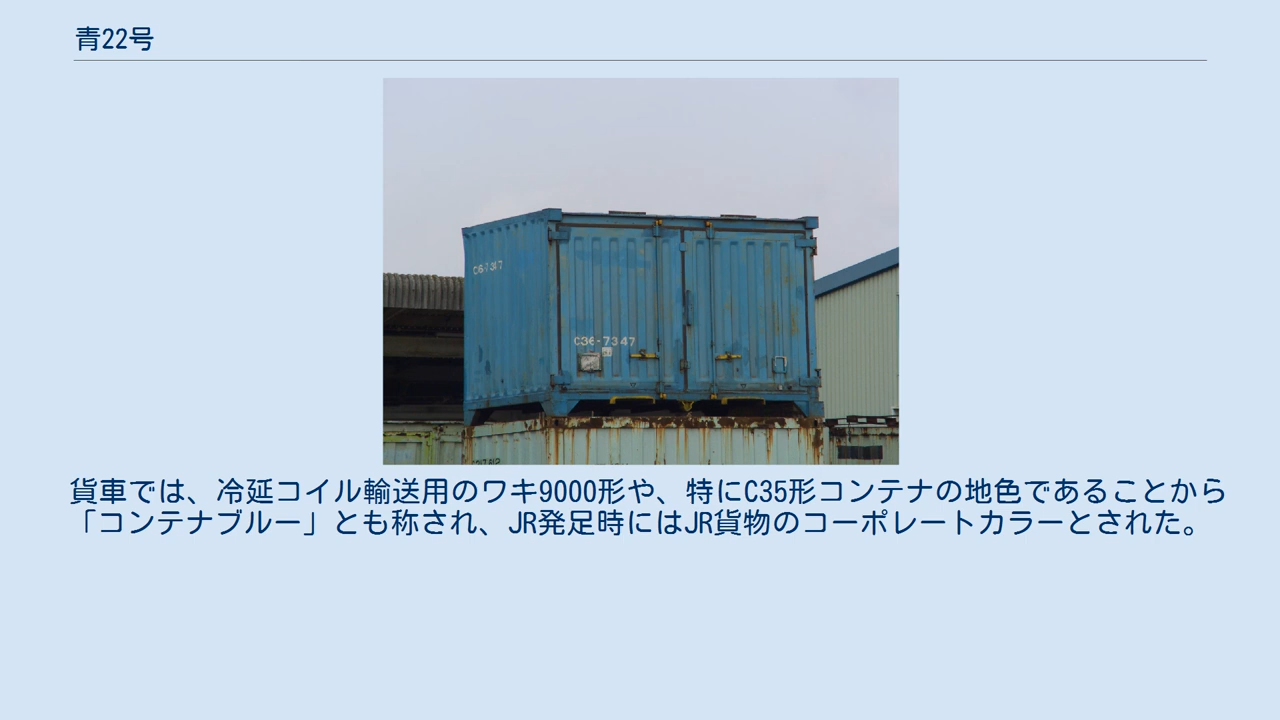 青22号
C36-7347
貨車では、冷延コイル輸送用のワキ9000形や、特にC35形コンテナの地色であることから
「コンテナブルー」とも称され、JR発足時にはJR貨物のコーポレートカラーとされた。